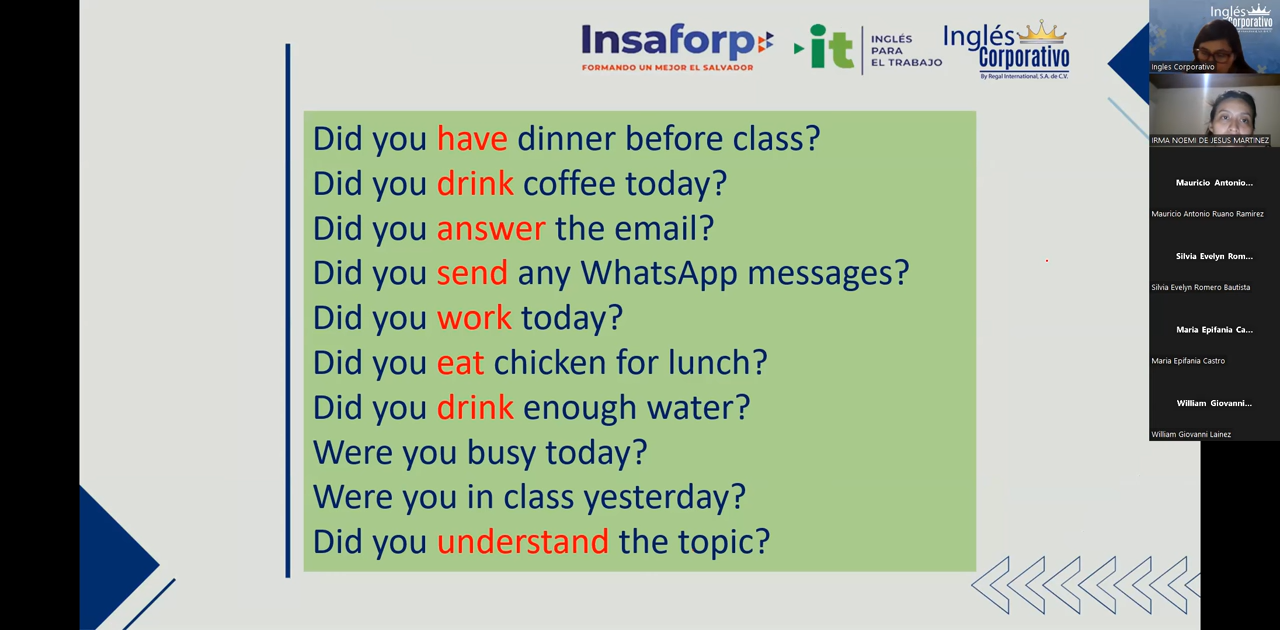 Insaforp
FORMANDO UN MEJOR EL SALVADOR
it
INGLÉS
PARA
EL TRABAJO
Inglés
Corporativo
By Regal International, S.A. de C.V.
Did you have dinner before class?
Did you drink coffee today?
Did you answer the email?
Did you send any WhatsApp messages?
Did you work today?
Did you eat chicken for lunch?
Did you drink enough water?
Were you busy today?
Were you in class yesterday?
Did you understand the topic?
Inglés
Corporativo
Ingles Corporativo
IRMA NOEMI DE JESUS MARTINEZ
Mauricio Antonio...
Mauricio Antonio Ruano Ramirez
Silvia Evelyn Rom...
Silvia Evelyn Romero Bautista
Maria Epifania Ca...
Maria Epifania Castro
William Giovanni...
William Giovanni Lainez